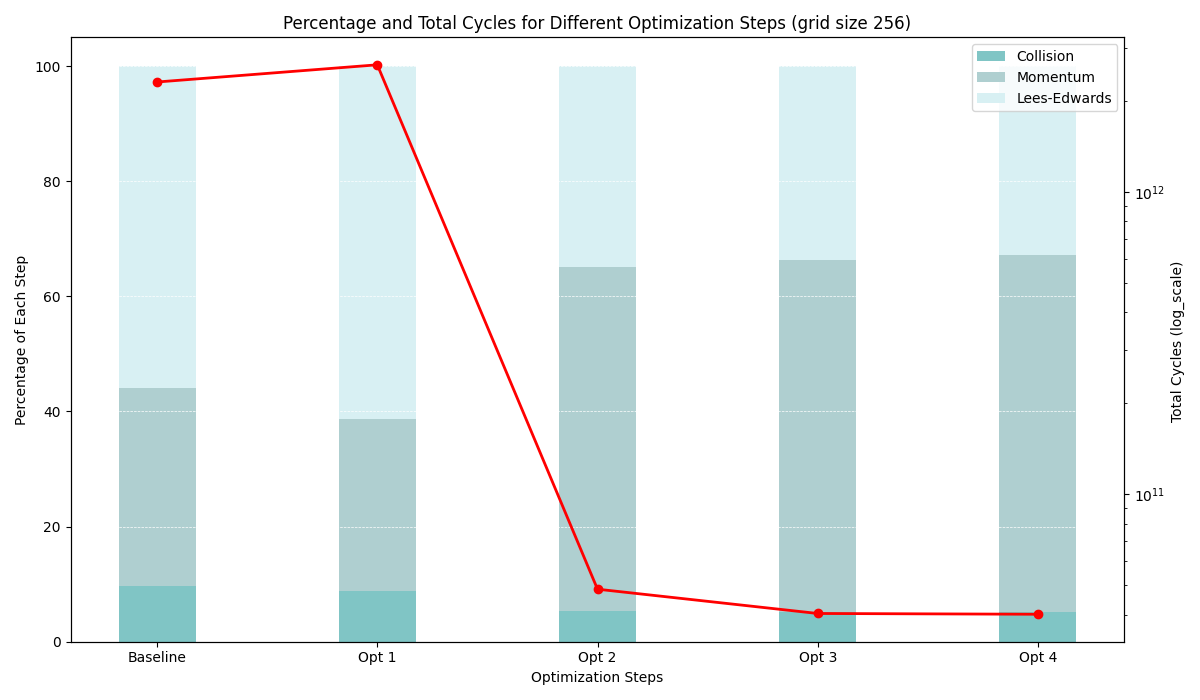 Percentage and Total Cycles for Different Optimization Steps (grid size 256)
Collision
Momentum
Lees-Edwards
Percentage of Each Step
100
80
60
40
20
0
10¹²
10¹¹
Total Cycles (log_scale)
Baseline
Opt 1
Opt 2
Opt 3
Opt 4
Optimization Steps